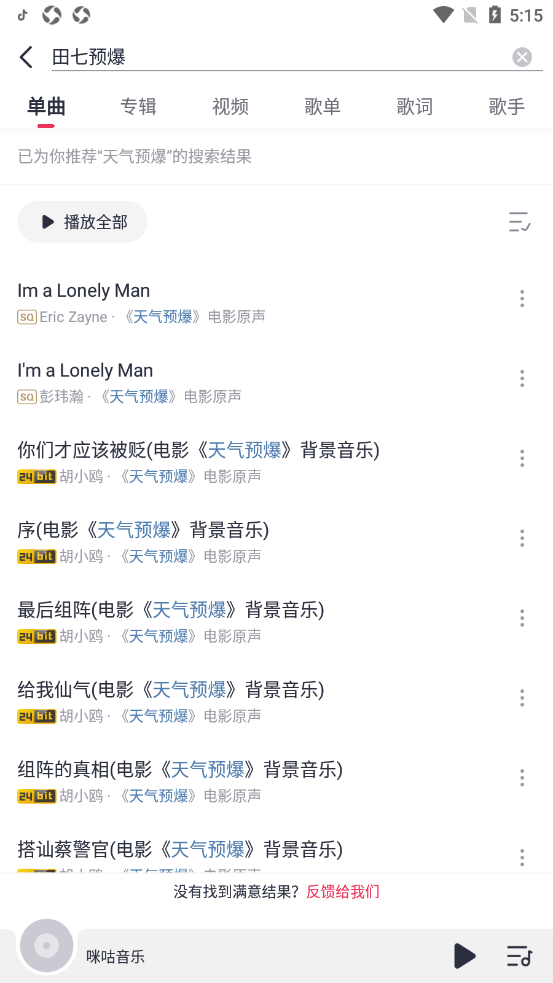 5:15
田七预爆
单曲 专辑 视频 歌单 歌词 歌手
已为你推荐“天气预爆”的搜索结果
播放全部
Im a Lonely Man
SQ Eric Zayne · 《天气预爆》电影原声
I'm a Lonely Man
SQ 彭玮瀚 · 《天气预爆》电影原声
你们才应该被贬(电影《天气预爆》背景音乐)
24bit 胡小鸥 · 《天气预爆》电影原声
序(电影《天气预爆》背景音乐)
24bit 胡小鸥 · 《天气预爆》电影原声
最后组阵(电影《天气预爆》背景音乐)
24bit 胡小鸥 · 《天气预爆》电影原声
给我仙气(电影《天气预爆》背景音乐)
24bit 胡小鸥 · 《天气预爆》电影原声
组阵的真相(电影《天气预爆》背景音乐)
24bit 胡小鸥 · 《天气预爆》电影原声
搭讪蔡警官(电影《天气预爆》背景音乐)
没有找到满意结果？反馈给我们
咪咕音乐